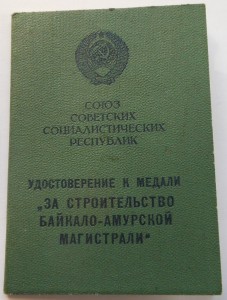 СОЮЗ
СОВЕТСКИХ
СОЦИАЛИСТИЧЕСКИХ
РЕСПУБЛИК
УДОСТОВЕРЕНИЕ К МЕДАЛИ
„ЗА СТРОИТЕЛЬСТВО
БАЙКАЛО-АМУРСКОЙ
МАГИСТРАЛИ“